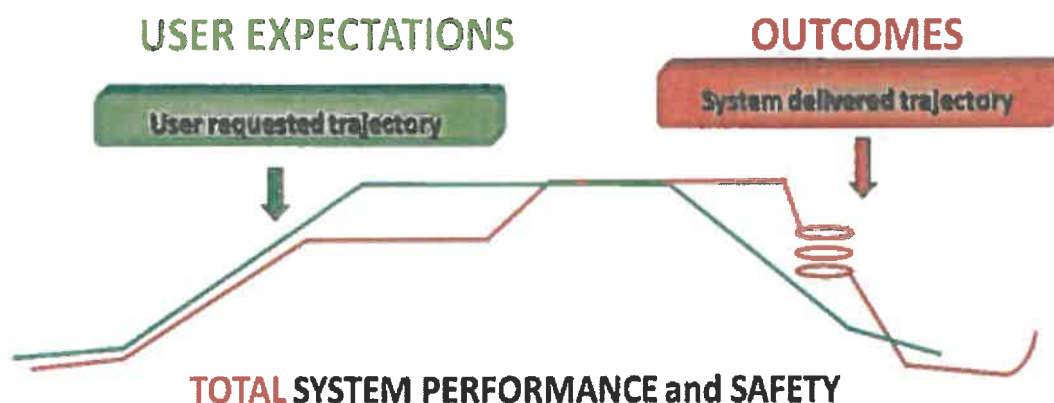 USER EXPECTATIONS
OUTCOMES
User requested trajectory
System delivered trajectory
TOTAL SYSTEM PERFORMANCE and SAFETY